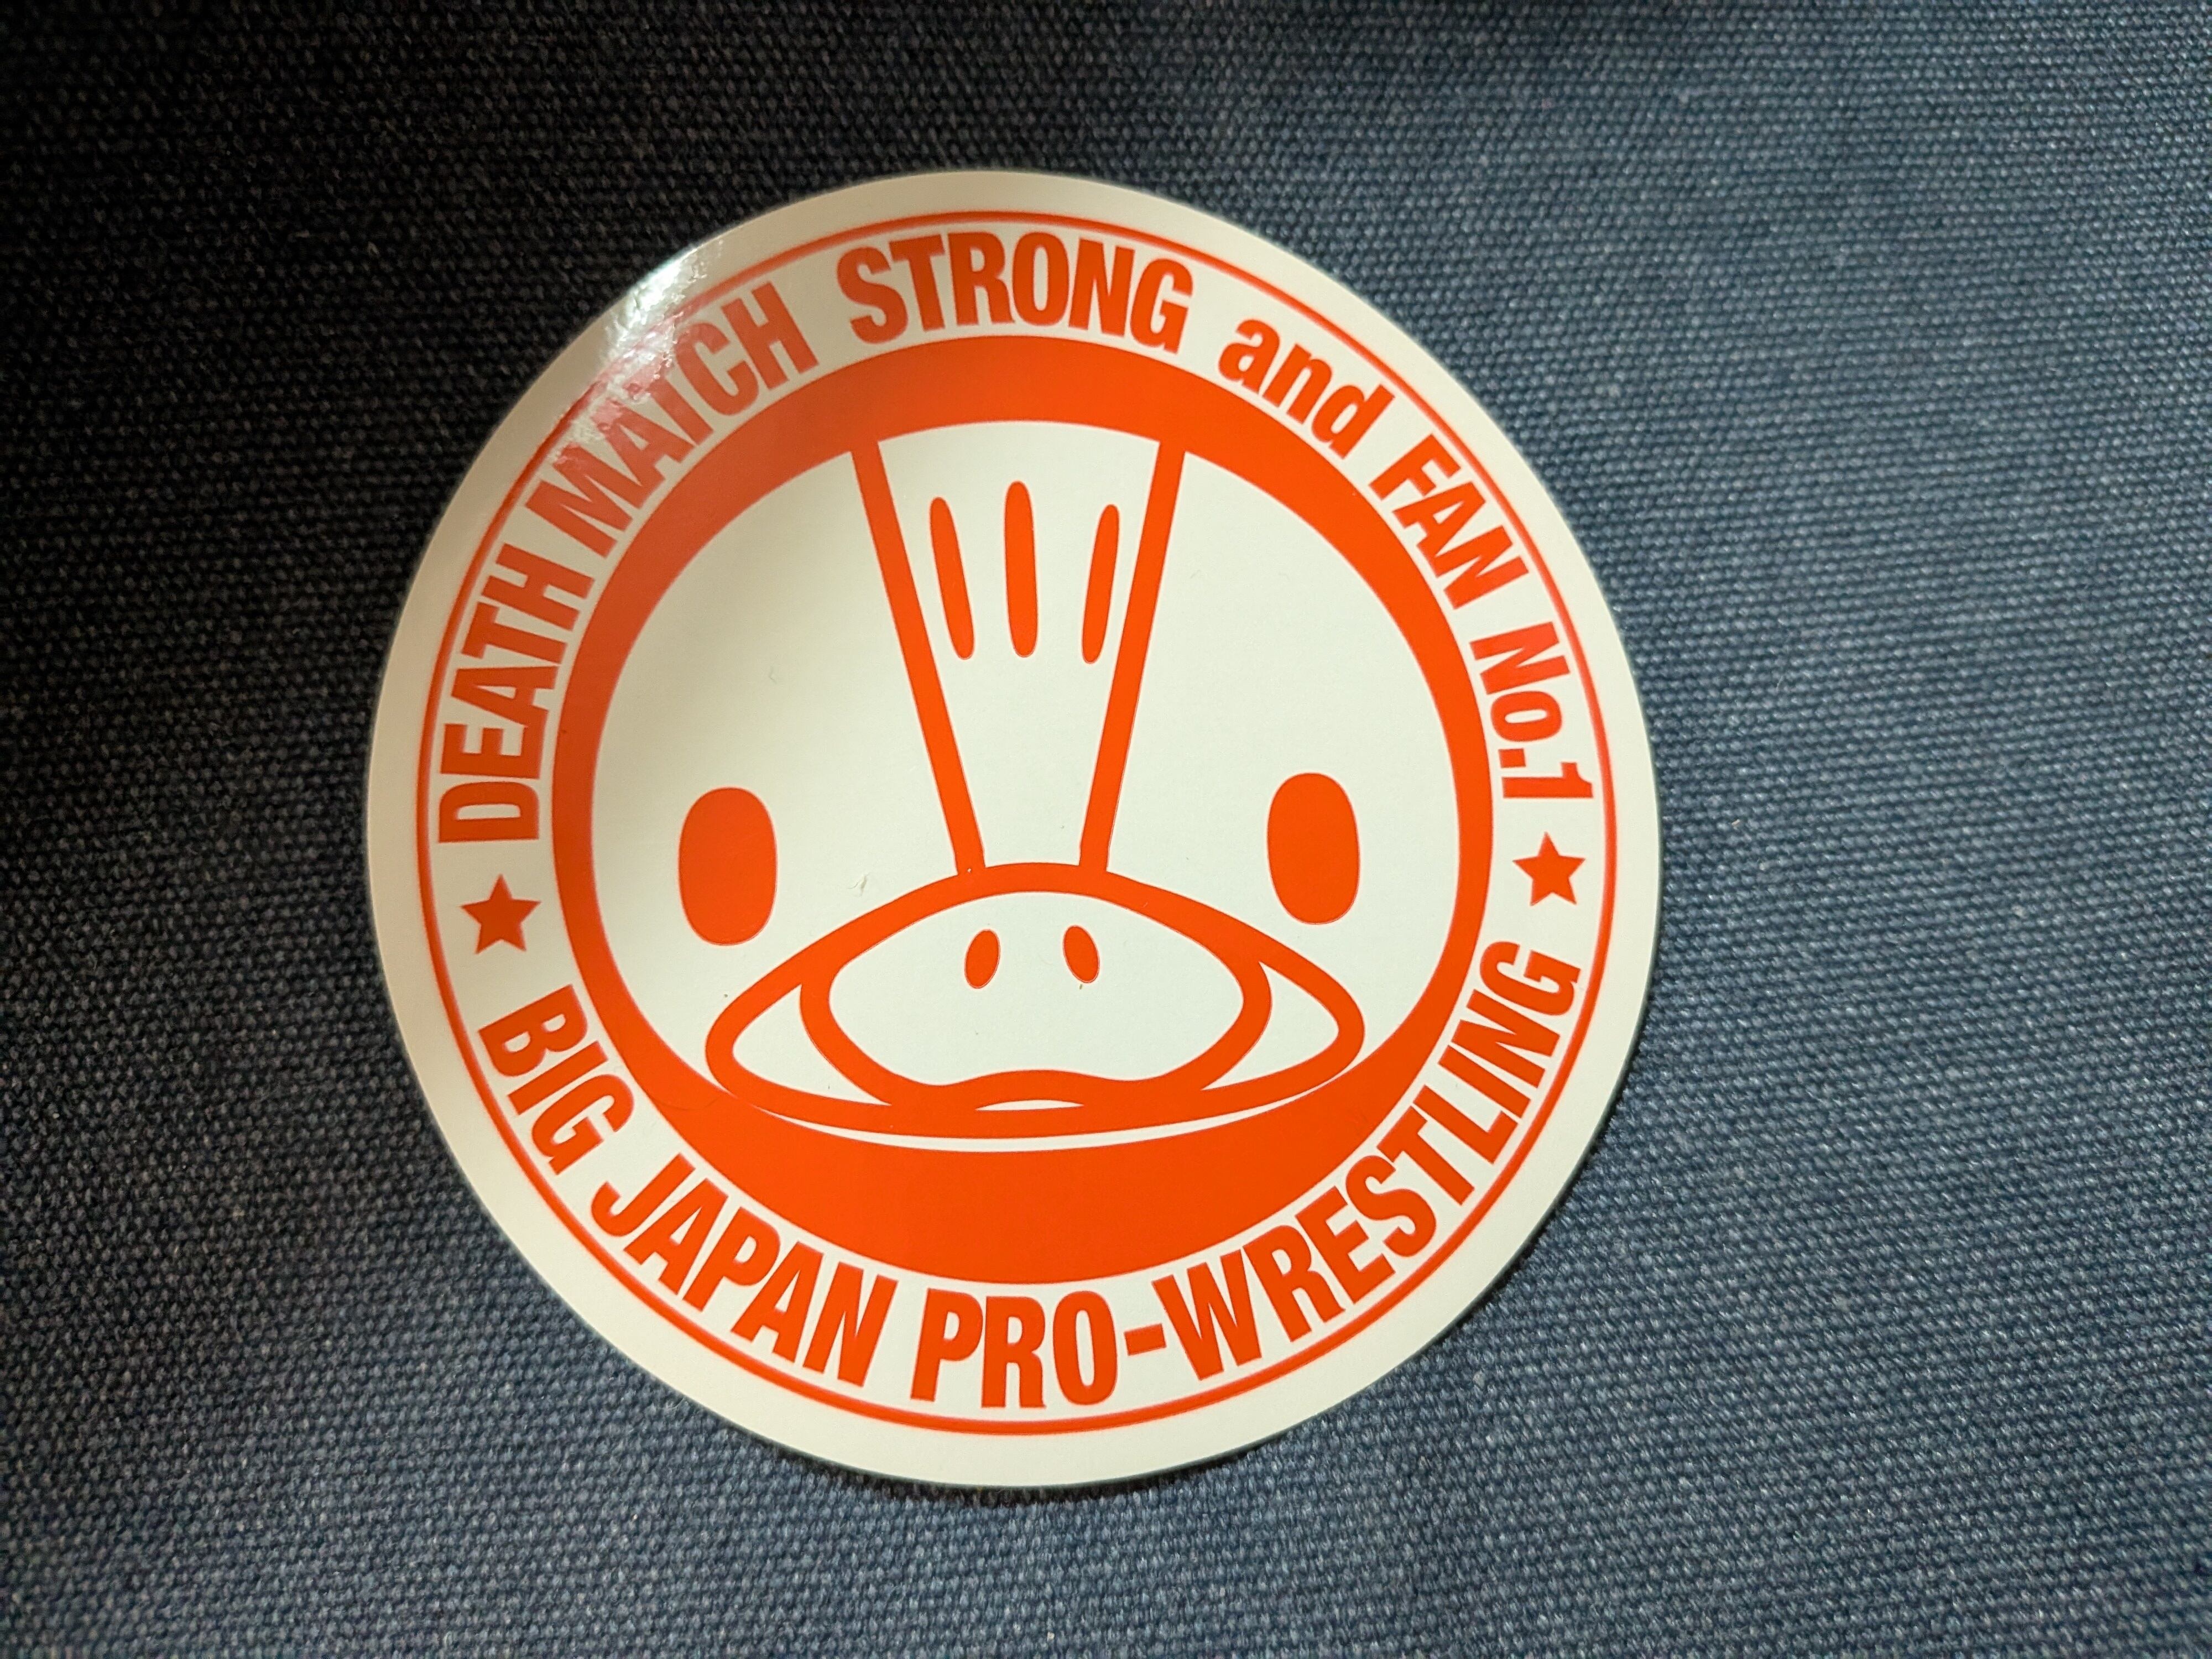 DEATH MATCH STRONG and FAN No.1
BIG JAPAN PRO-WRESTLING